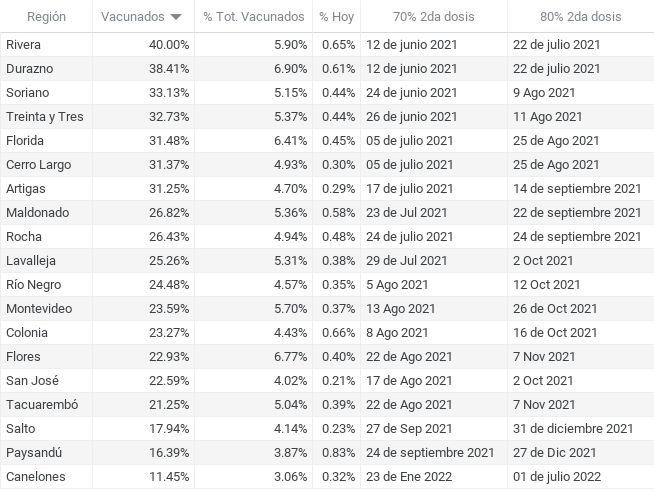 Región Vacunados % Tot. Vacunados % Hoy 70% 2da dosis 80% 2da dosis
Rivera 40.00% 5.90% 0.65% 12 de junio 2021 22 de julio 2021
Durazno 38.41% 6.90% 0.61% 12 de junio 2021 22 de julio 2021
Soriano 33.13% 5.15% 0.44% 24 de junio 2021 9 Ago 2021
Treinta y Tres 32.73% 5.37% 0.44% 26 de junio 2021 11 Ago 2021
Florida 31.48% 6.41% 0.45% 05 de julio 2021 25 de Ago 2021
Cerro Largo 31.37% 4.93% 0.30% 05 de julio 2021 25 de Ago 2021
Artigas 31.25% 4.70% 0.29% 17 de julio 2021 14 de septiembre 2021
Maldonado 26.82% 5.36% 0.58% 23 de Jul 2021 22 de septiembre 2021
Rocha 26.43% 4.94% 0.48% 24 de julio 2021 24 de septiembre 2021
Lavalleja 25.26% 5.31% 0.38% 29 de Jul 2021 2 Oct 2021
Río Negro 24.48% 4.57% 0.35% 5 Ago 2021 12 Oct 2021
Montevideo 23.59% 5.70% 0.37% 13 Ago 2021 26 de Oct 2021
Colonia 23.27% 4.43% 0.66% 8 Ago 2021 16 de Oct 2021
Flores 22.93% 6.77% 0.40% 22 de Ago 2021 7 Nov 2021
San José 22.59% 4.02% 0.21% 17 de Ago 2021 2 Oct 2021
Tacuarembó 21.25% 5.04% 0.39% 22 de Ago 2021 7 Nov 2021
Salto 17.94% 4.14% 0.23% 27 de Sep 2021 31 de diciembre 2021
Paysandú 16.39% 3.87% 0.83% 24 de septiembre 2021 27 de Dic 2021
Canelones 11.45% 3.06% 0.32% 23 de Ene 2022 01 de julio 2022